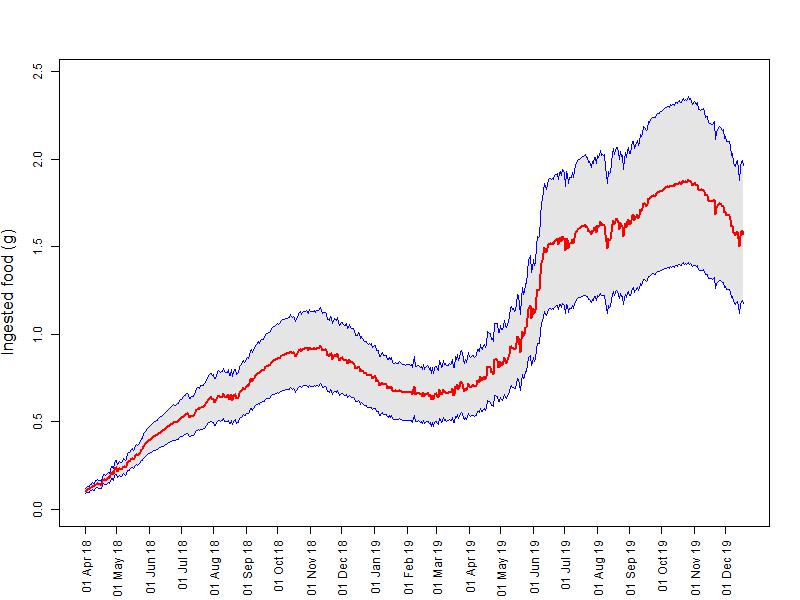 Ingested food (g)
2.5
2.0
1.5
1.0
0.5
0.0
01 Apr 18
01 May 18
01 Jun 18
01 Jul 18
01 Aug 18
01 Sep 18
01 Oct 18
01 Nov 18
01 Dec 18
01 Jan 19
01 Feb 19
01 Mar 19
01 Apr 19
01 May 19
01 Jun 19
01 Jul 19
01 Aug 19
01 Sep 19
01 Oct 19
01 Nov 19
01 Dec 19